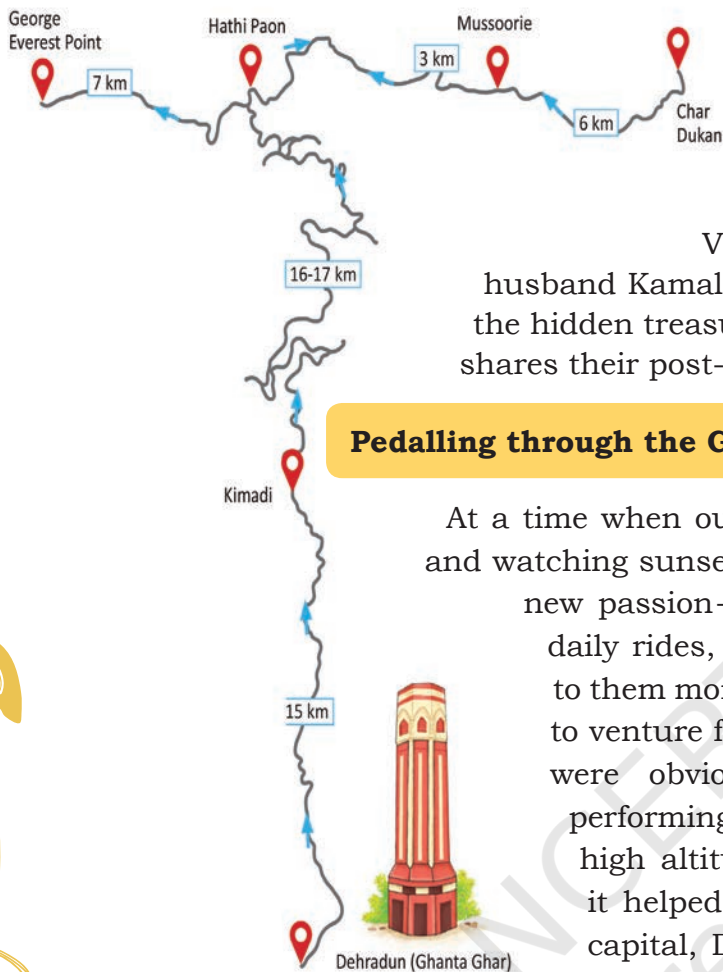 George
Everest Point
Hathi Paon
Mussoorie
Char
Dukan
7 km
3 km
6 km
16-17 km
Kimadi
15 km
Dehradun (Ghanta Ghar)
V
husband Kamal
the hidden treasu
shares their post-
Pedalling through the G
At a time when ou
and watching sunse
new passion-
daily rides,
to them mor
to venture f
were obvio
performing
high altit
it helped
capital, D
NCERT